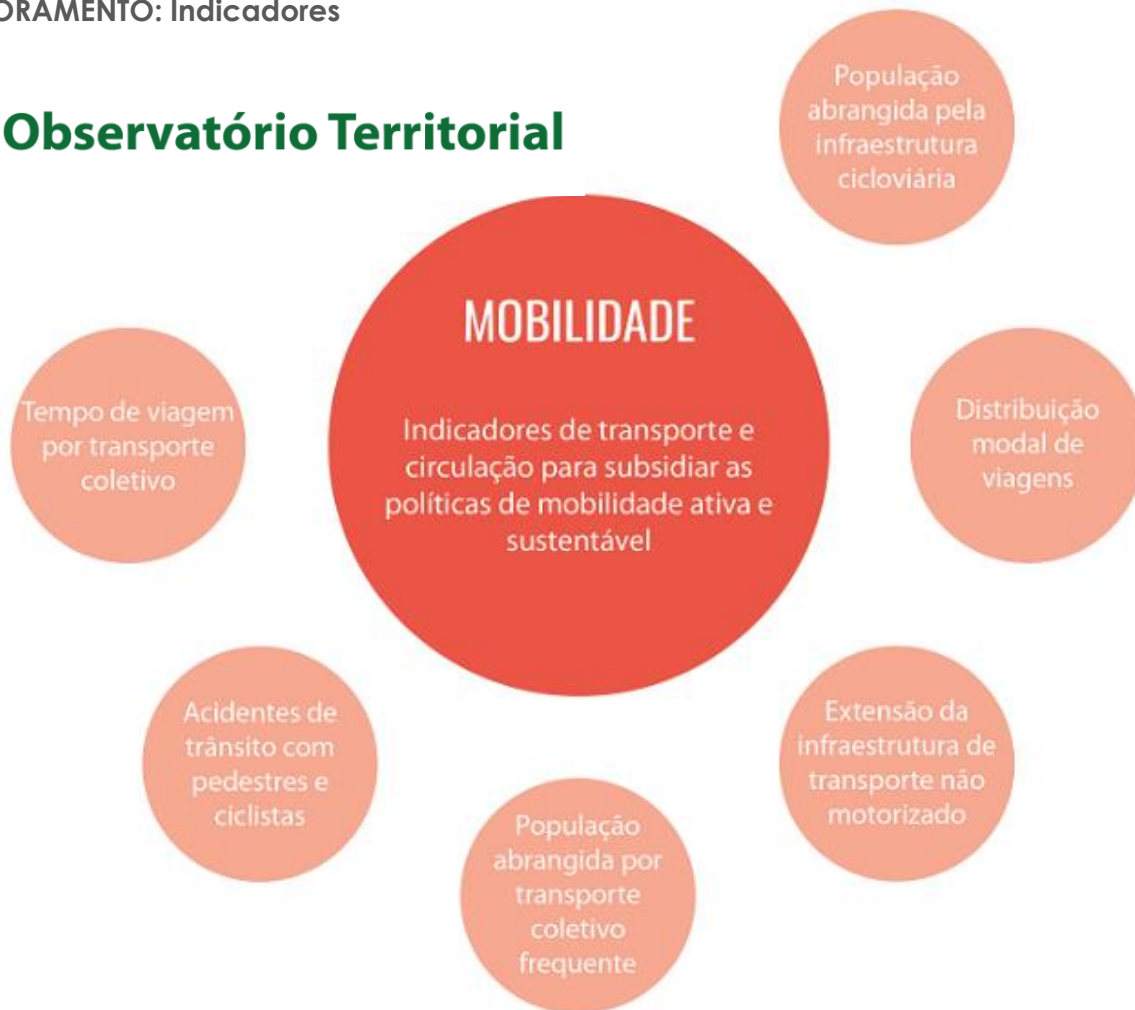 ORAMENTO: Indicadores
Observatório Territorial
População
abrangida pela
infraestrutura
cicloviária
MOBILIDADE
Indicadores de transporte e
circulação para subsidiar as
políticas de mobilidade ativa e
sustentável
Tempo de viagem
por transporte
coletivo
Distribuição
modal de
viagens
Acidentes de
trânsito com
pedestres e
ciclistas
Extensão da
infraestrutura de
transporte não
motorizado
População
abrangida por
transporte
coletivo
frequente